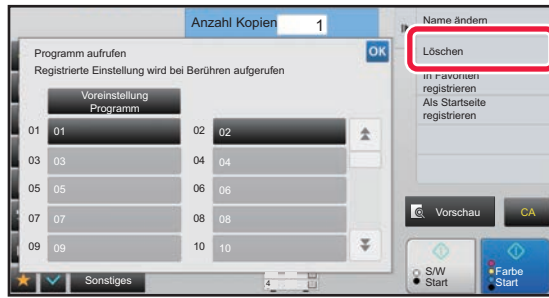 Anzahl Kopien 1
Name ändern
Löschen
In Favoriten
registrieren
Als Startseite
registrieren
Programm aufrufen
OK
Registrierte Einstellung wird bei Berühren aufgerufen
Voreinstellung
Programm
01 01 02 02
03 03 04 04
05 05 06 06
07 07 08 08
09 09 10 10
Vorschau
CA
Sonstiges
4
S/W
Start
Farbe
Start